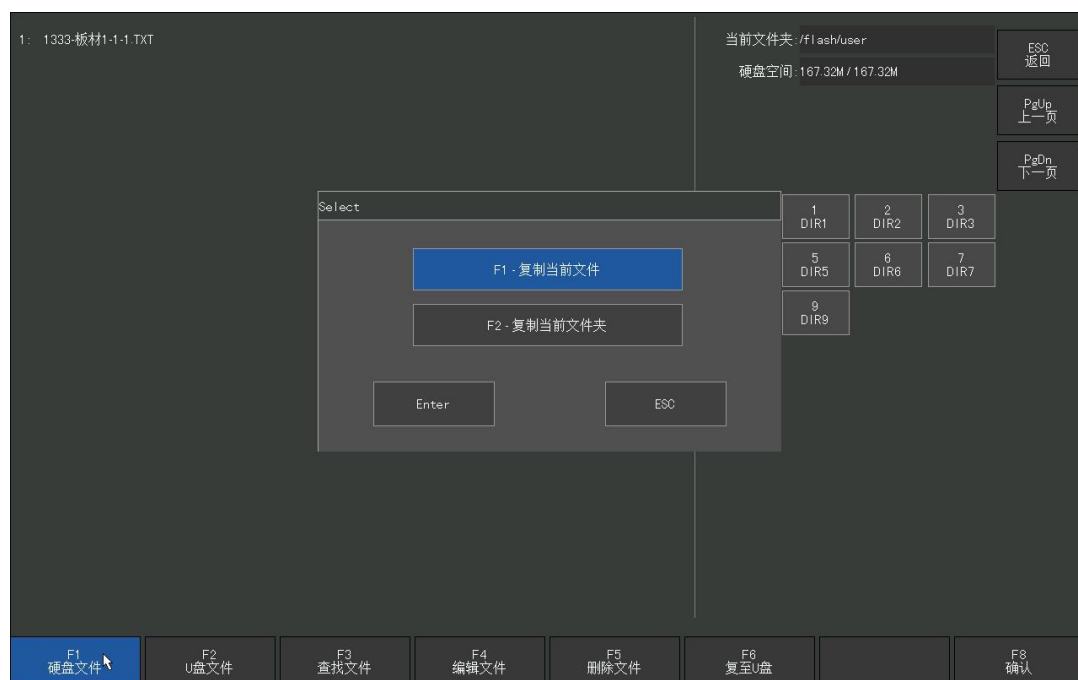 1: 1333-板材1-1-1.TXT
当前文件夹:/flash/user
硬盘空间:167.32M / 167.32M
ESC
返回
PgUp
上一页
PgDn
下一页
Select
F1 - 复制当前文件
F2 - 复制当前文件夹
Enter
ESC
1
DIR1
2
DIR2
3
DIR3
5
DIR5
6
DIR6
7
DIR7
9
DIR9
F1
硬盘文件
F2
U盘文件
F3
查找文件
F4
编辑文件
F5
删除文件
F6
复至U盘
F8
确认